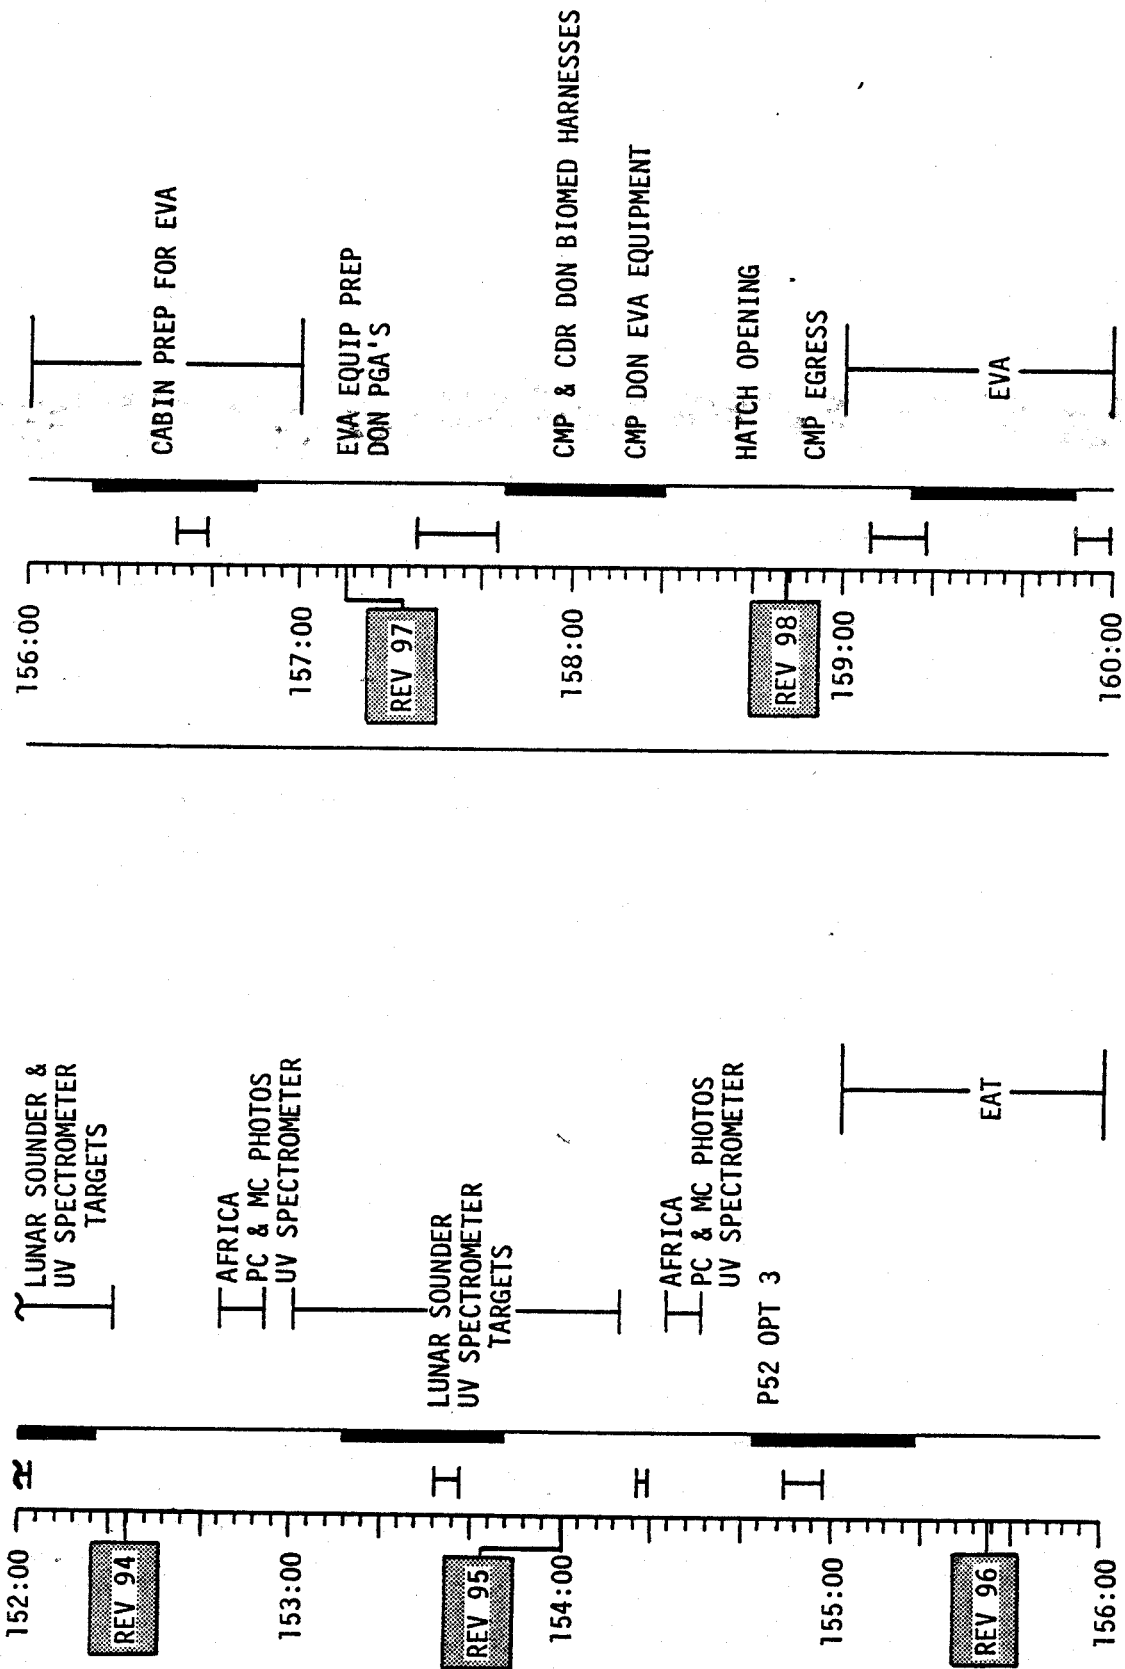 152:00
REV 94
LUNAR SOUNDER &
UV SPECTROMETER
TARGETS
153:00
AFRICA
PC & MC PHOTOS
UV SPECTROMETER
REV 95
LUNAR SOUNDER
UV SPECTROMETER
TARGETS
154:00
AFRICA
PC & MC PHOTOS
UV SPECTROMETER
P52 OPT 3
155:00
REV 96
EAT
156:00
156:00
CABIN PREP FOR EVA
157:00
REV 97
EVA EQUIP PREP
DON PGA'S
158:00
CMP & CDR DON BIOMED HARNESSES
CMP DON EVA EQUIPMENT
REV 98
HATCH OPENING
CMP EGRESS
159:00
EVA
160:00